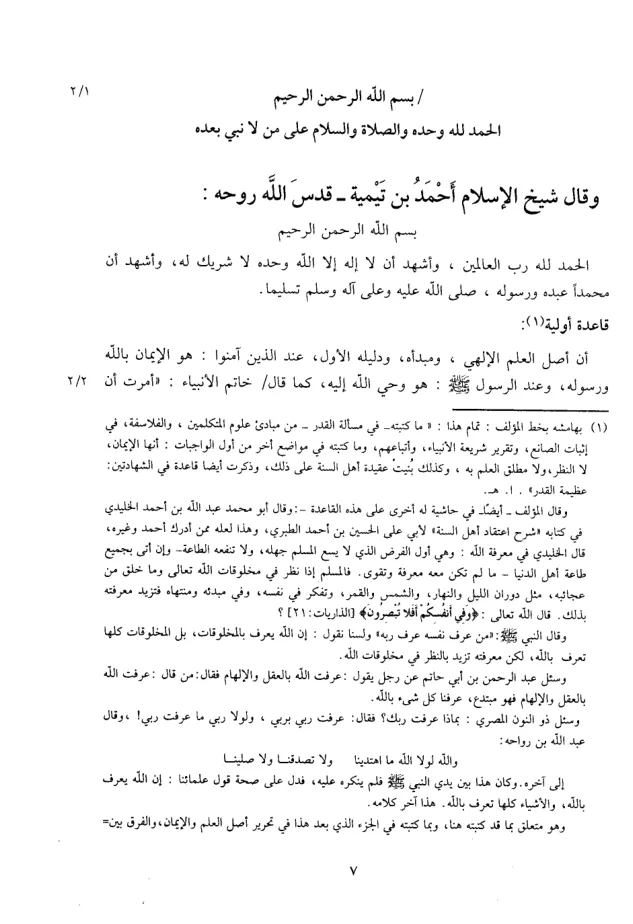 / بسم الله الرحمن الرحيم
٢/١
الحمد لله وحده والصلاة والسلام على من لا نبي بعده
وقال شيخ الإسلام أَحْمَدُ بن تَيْمِية ــ قدسَ اللَّه روحه :
بسم الله الرحمن الرحيم
الحمد لله رب العالمين ، وأشهد أن لا إله إلا الله وحده لا شريك له، وأشهد أن
محمداً عبده ورسوله ، صلى الله عليه وعلى آله وسلم تسليما.
قاعدة أولية(١):
أن أصل العلم الإلهي ، ومبدأه، ودليله الأول، عند الذين آمنوا : هو الإيمان بالله
ورسوله، وعند الرسول ﷺ : هو وحي الله إليه، كما قال/ خاتم الأنبياء : «أمرت أن
٢/٢
(١) بهامشه بخط المؤلف : تمام هذا : « ما كتبته– في مسألة القدر – من مبادئ علوم المتكلمين ، والفلاسفة، في
إثبات الصانع، وتقرير شريعة الأنبياء، وأتباعهم، وما كتبته في مواضع أخر من أول الواجبات : أنها الإيمان،
لا النظر،ولا مطلق العلم به ، وكذلك بُنيت عقيدة أهل السنة على ذلك، وذكرت أيضا قاعدة في الشهادتين:
عظيمة القدر» . ا. هـ.
وقال المؤلف – أيضاً– في حاشية له أخرى على هذه القاعدة –:وقال أبو محمد عبد الله بن أحمد الخليدي
في كتابه «شرح اعتقاد أهل السنة» لأبي على الحسين بن أحمد الطبري، وهذا لعله ممن أدرك أحمد وغيره،
قال الخليدي في معرفة الله : وهي أول الفرض الذي لا يسع المسلم جهله، ولا تنفعه الطاعة– وإن أتى بجميع
طاعة أهل الدنيا – ما لم تكن معه معرفة وتقوى. فالمسلم إذا نظر في مخلوقات الله تعالى وما خلق من
عجائبه، مثل دوران الليل والنهار، والشمس والقمر، وتفكر في نفسه، وفي مبدئه ومنتهاه فتزيد معرفته
بذلك. قال الله تعالى : ﴿وَفِي أَنفُسِكُمْ أَفَلا تُبْصِرُونَ﴾ [الذاريات: ٢١] ؟
وقال النبي ﷺ:«من عرف نفسه عرف ربه» ولسنا نقول : إن الله يعرف بالمخلوقات، بل المخلوقات كلها
تعرف بالله، لكن معرفته تزيد بالنظر في مخلوقات الله.
وسئل عبد الرحمن بن أبي حاتم عن رجل يقول :عرفت الله بالعقل والإلهام فقال:من قال :عرفت الله
بالعقل والإلهام فهو مبتدع، عرفنا كل شىء بالله.
وسئل ذو النون المصري : بماذا عرفت ربك؟ فقال: عرفت ربي بربي ، ولولا ربي ما عرفت ربي! ،وقال
عبد الله بن رواحه:
والله لولا الله ما اهتدينا ولا تصدقنـا ولا صلينـا
إلى آخره.وكان هذا بين يدي النبي ﷺ فلم ينكره عليه، فدل على صحة قول علمائنا : إن الله يعرف
بالله، والأشياء كلها تعرف بالله. هذا آخر كلامه.
وهو متعلق بما قد كتبته هنا، وبما كتبته في الجزء الذي بعد هذا في تحرير أصل العلم والإيمان،والفرق بين=
٧